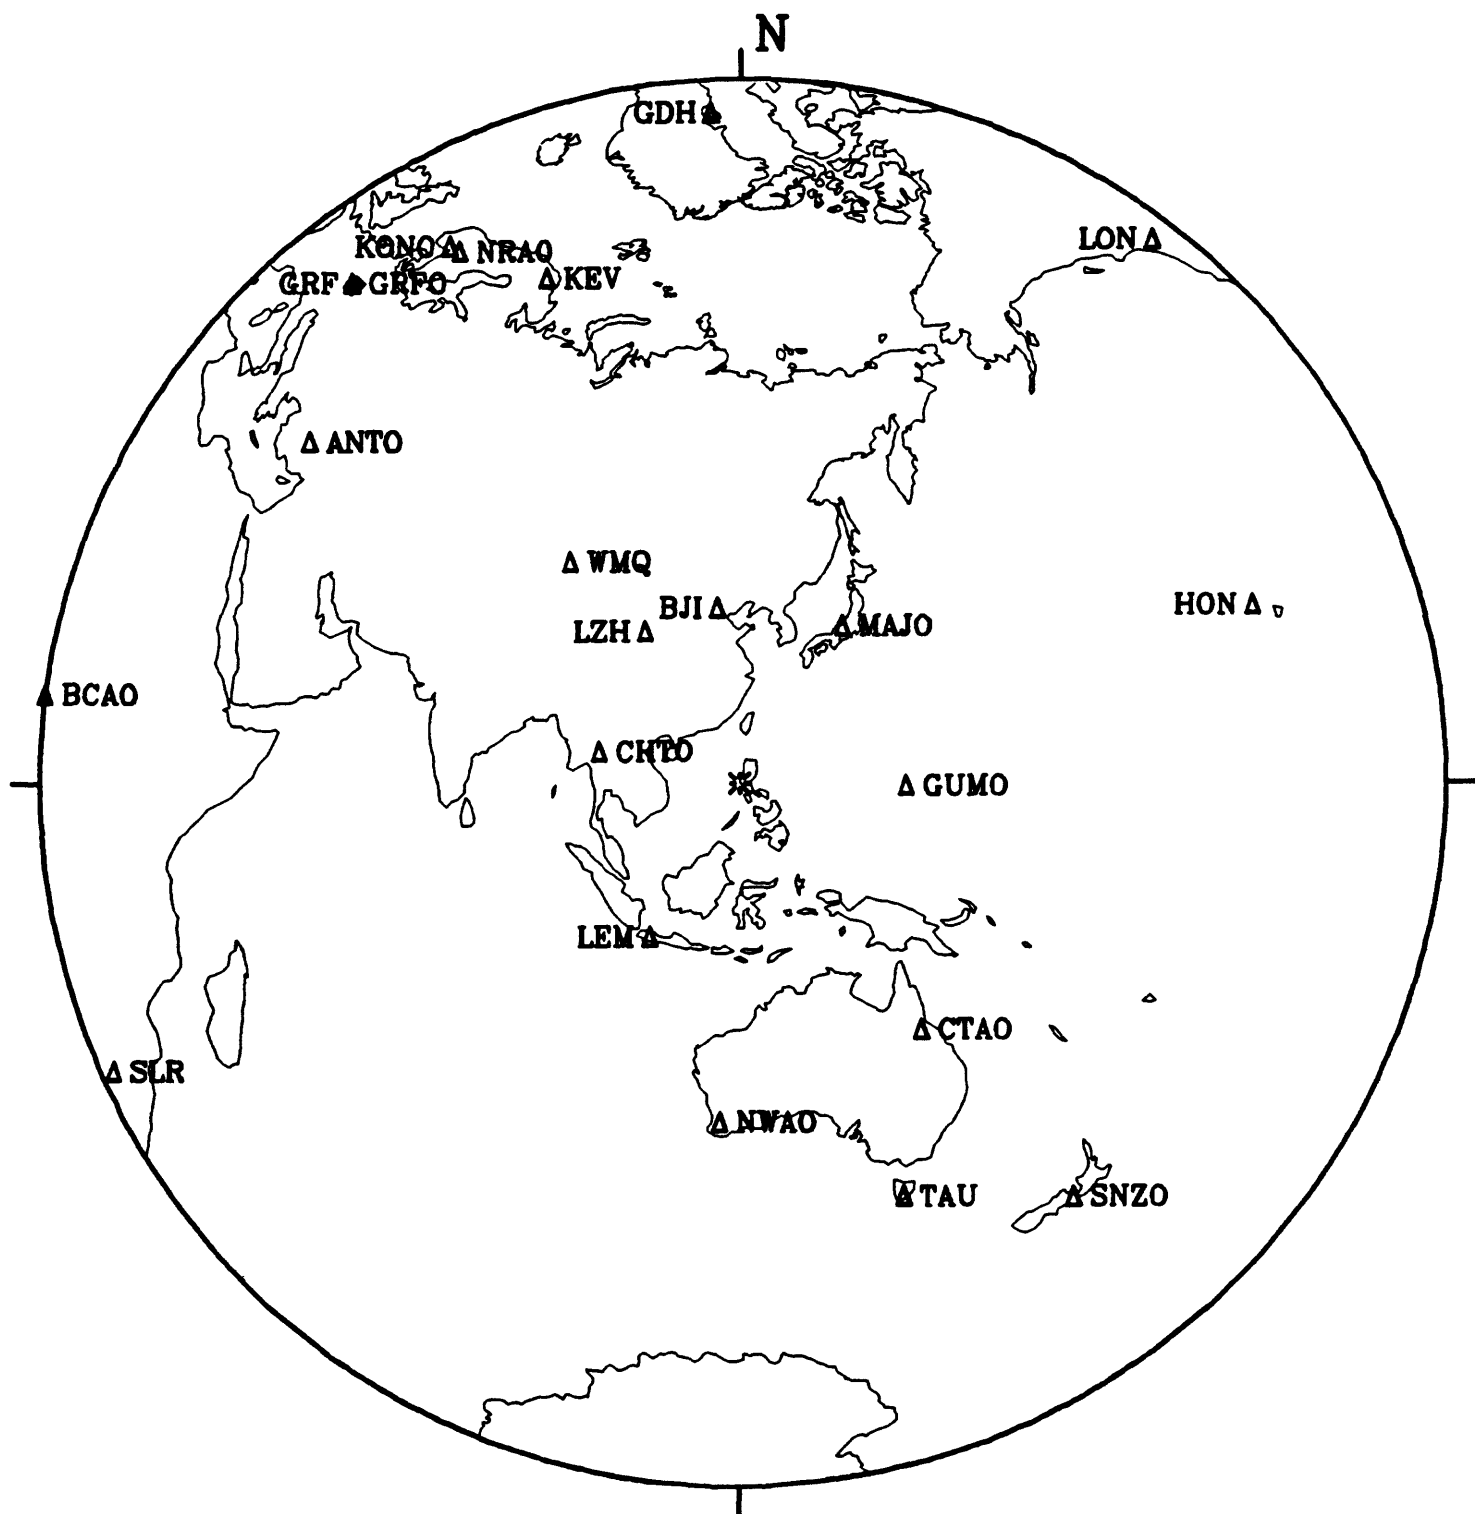 N
GDH
LON
KONO
NRAO
GRF
GRFO
KEV
ANTO
WMQ
BJI
HON
LZH
MAJO
BCAO
CHTO
GUMO
LEM
CTAO
SLR
NWAO
TAU
SNZO